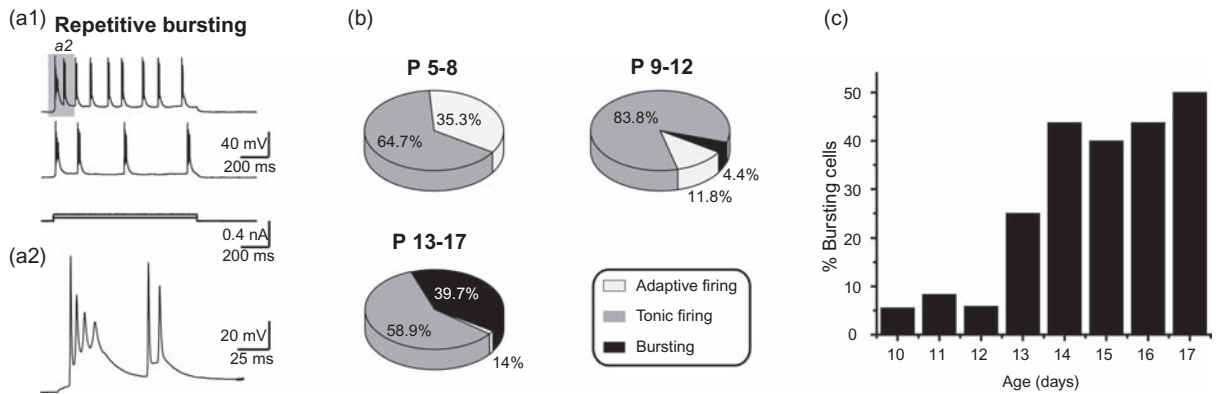 (a1)
Repetitive bursting
a2
40 mV
200 ms
0.4 nA
200 ms
(a2)
20 mV
25 ms
(b)
P 5-8
35.3%
64.7%
P 9-12
83.8%
4.4%
11.8%
P 13-17
39.7%
58.9%
14%
Adaptive firing
Tonic firing
Bursting
(c)
% Bursting cells
50
40
30
20
10
5
0
10 11 12 13 14 15 16 17
Age (days)